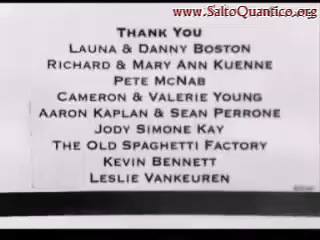 www.SaltoQuantico.org
Thank You
Launa & Danny Boston
Richard & Mary Ann Kuenne
Pete McNab
Cameron & Valerie Young
Aaron Kaplan & Sean Perrone
Jody Simone Kay
The Old Spaghetti Factory
Kevin Bennett
Leslie Vankeuren